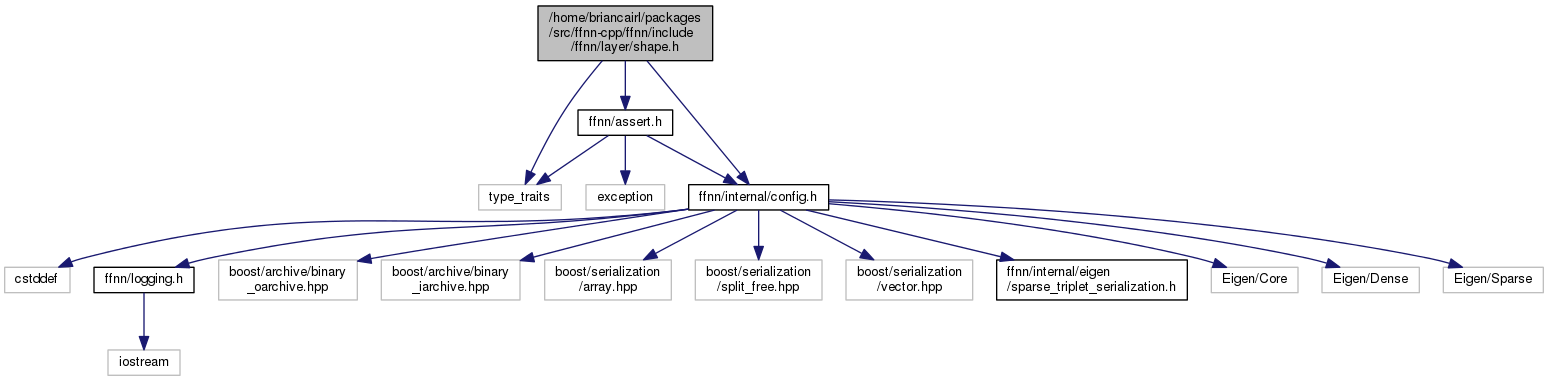 /home/briancairl/packages
/src/ffnn-cpp/ffnn/include
/ffnn/layer/shape.h
ffnn/assert.h
type_traits
exception
ffnn/internal/config.h
cstddef
ffnn/logging.h
boost/archive/binary
_oarchive.hpp
boost/archive/binary
_iarchive.hpp
boost/serialization
/array.hpp
boost/serialization
/split_free.hpp
boost/serialization
/vector.hpp
ffnn/internal/eigen
/sparse_triplet_serialization.h
Eigen/Core
Eigen/Dense
Eigen/Sparse
iostream